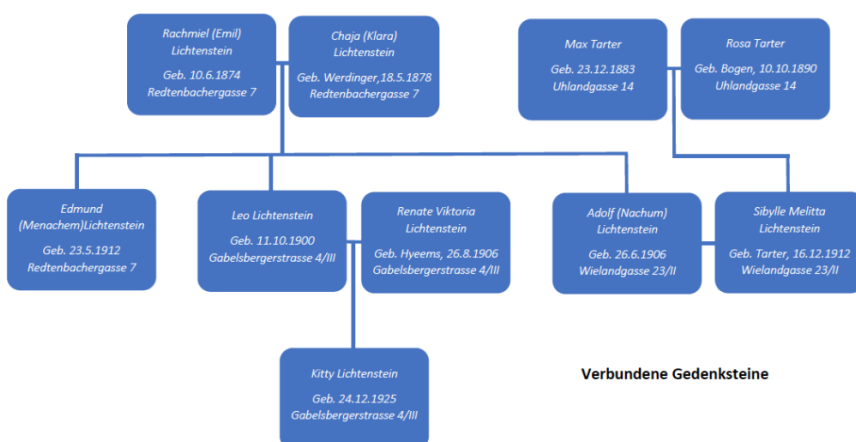 Rachmiel (Emil)
Lichtenstein
Geb. 10.6.1874
Redtenbachergasse 7
Chaja (Klara)
Lichtenstein
Geb. Werdinger,18.5.1878
Redtenbachergasse 7
Max Tarter
Geb. 23.12.1883
Uhlandgasse 14
Rosa Tarter
Geb. Bogen, 10.10.1890
Uhlandgasse 14
Edmund
(Menachem)Lichtenstein
Geb. 23.5.1912
Redtenbachergasse 7
Leo Lichtenstein
Geb. 11.10.1900
Gabelsbergerstrasse 4/III
Renate Viktoria
Lichtenstein
Geb. Hyeems, 26.8.1906
Gabelsbergerstrasse 4/III
Adolf (Nachum)
Lichtenstein
Geb. 26.6.1906
Wielandgasse 23/II
Sibylle Melitta
Lichtenstein
Geb. Tarter, 16.12.1912
Wielandgasse 23/II
Kitty Lichtenstein
Geb. 24.12.1925
Gabelsbergerstrasse 4/III
Verbundene Gedenksteine